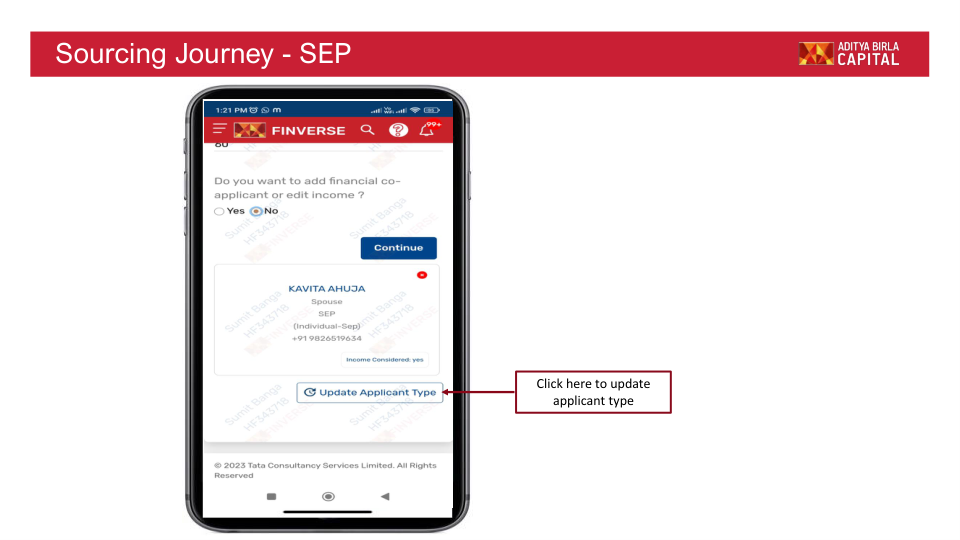 Sourcing Journey - SEP
ADITYA BIRLA
CAPITAL
1:21 PM
FINVERSE
99+
60
Do you want to add financial co-
applicant or edit income ?
Yes No
Continue
KAVITA AHUJA
Spouse
SEP
(Individual-Sep)
+91 9826519634
Income Considered: yes
Update Applicant Type
Click here to update
applicant type
Sumit Banga
HF343718
FINVERSE
© 2023 Tata Consultancy Services Limited. All Rights
Reserved